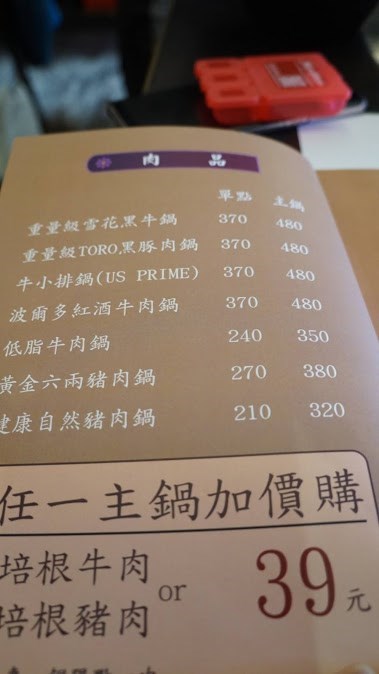 肉 品
單點 主鍋
重量級雪花黑牛鍋 370 480
重量級TORO黑豚肉鍋 370 480
牛小排鍋(US PRIME) 370 480
波爾多紅酒牛肉鍋 370 480
低脂牛肉鍋 240 350
黃金六兩豬肉鍋 270 380
健康自然豬肉鍋 210 320
任一主鍋加價購
培根牛肉
or 39元
培根豬肉